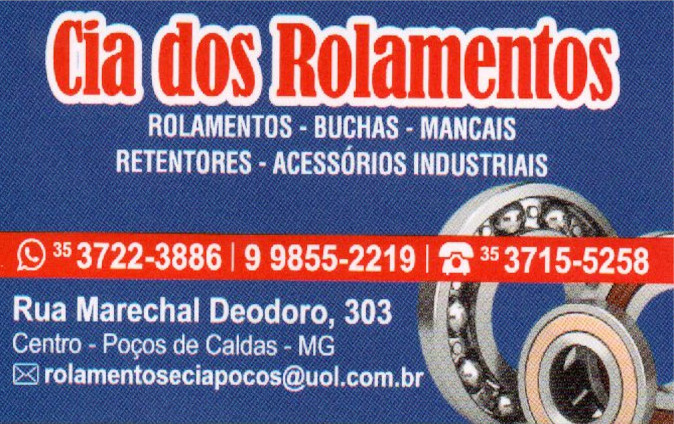 Cia dos Rolamentos
ROLAMENTOS - BUCHAS - MANCAIS
RETENTORES - ACESSÓRIOS INDUSTRIAIS
35 3722-3886 | 9 9855-2219 | 35 3715-5258
Rua Marechal Deodoro, 303
Centro - Poços de Caldas - MG
rolamentoseciapocos@uol.com.br